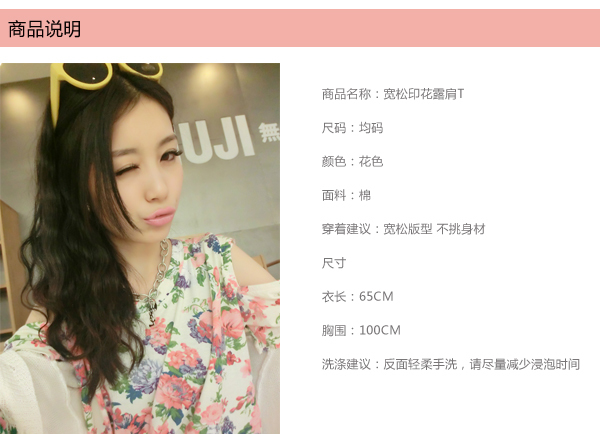 商品说明
UJI 無
商品名称：宽松印花露肩T
尺码：均码
颜色：花色
面料：棉
穿着建议：宽松版型 不挑身材
尺寸
衣长：65CM
胸围：100CM
洗涤建议：反面轻柔手洗，请尽量减少浸泡时间